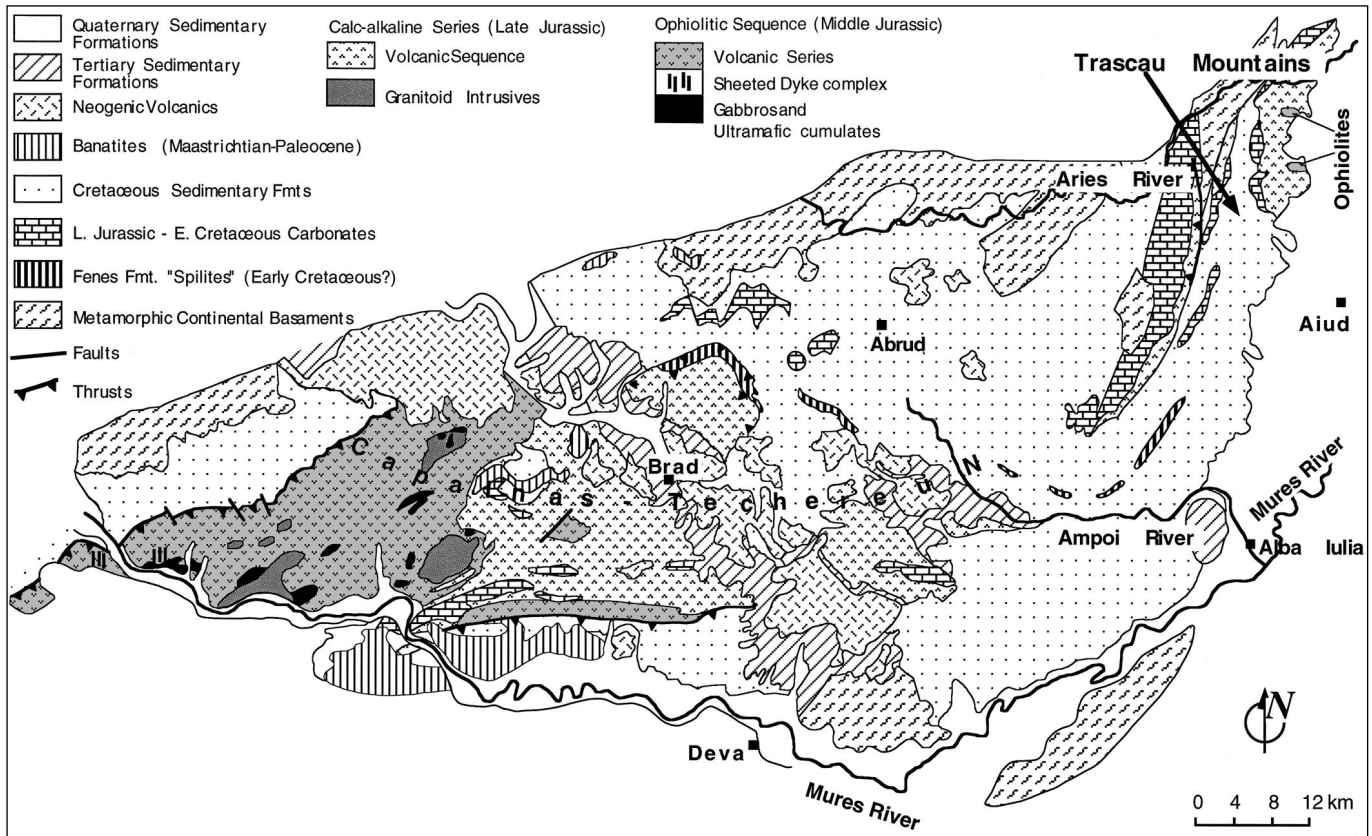 Quaternary Sedimentary
Formations
Tertiary Sedimentary
Formations
Neogenic Volcanics
Banatites (Maastrichtian-Paleocene)
Cretaceous Sedimentary Fmts
L. Jurassic - E. Cretaceous Carbonates
Fenes Fmt. "Spilites" (Early Cretaceous?)
Metamorphic Continental Basaments
Faults
Thrusts
Calc-alkaline Series (Late Jurassic)
Volcanic Sequence
Granitoid Intrusives
Ophiolitic Sequence (Middle Jurassic)
Volcanic Series
Sheeted Dyke complex
Gabbros and
Ultramafic cumulates
Trascau Mountains
Ophiolites
Aries River
Aiud
Abrud
Brad
Capalnas - Techereu
N
Ampoi River
Mures River
Alba Iulia
Deva
Mures River
N
0 4 8 12 km